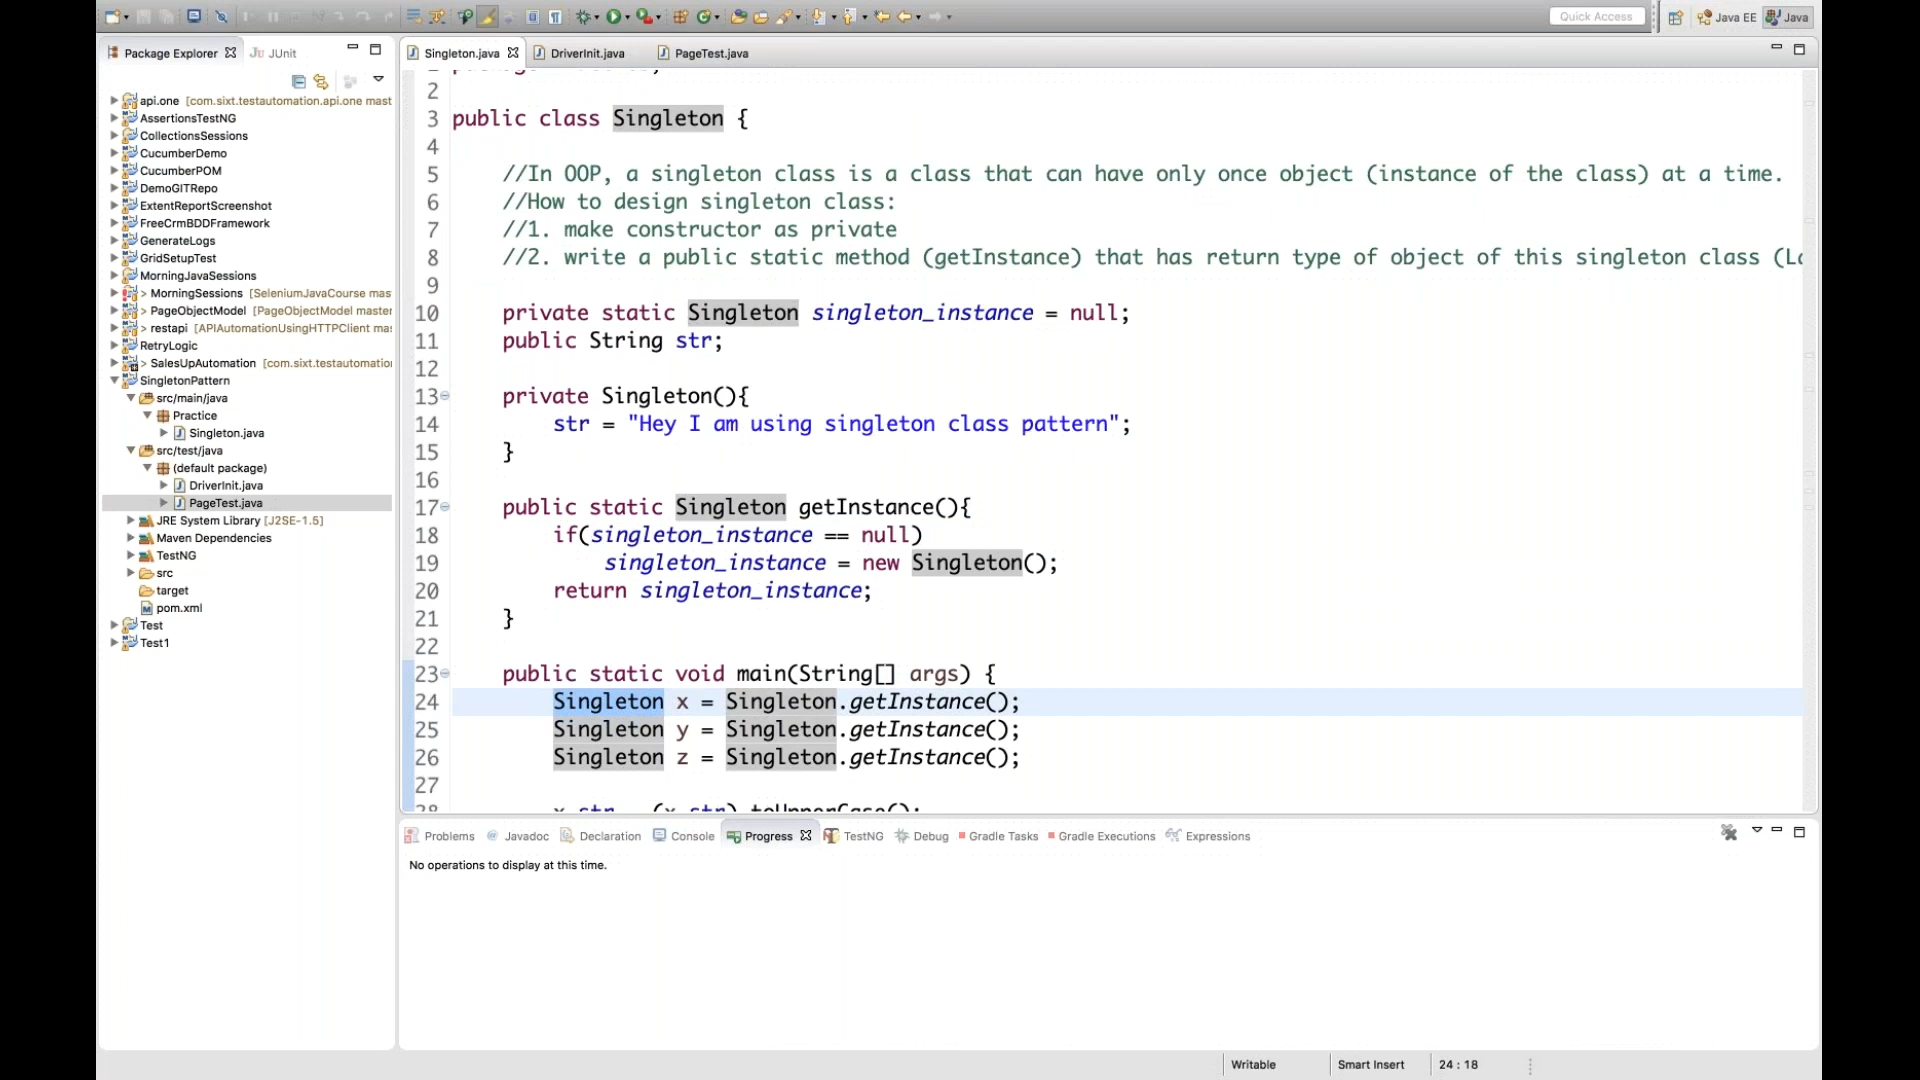 Quick Access
Java EE
Java
Package Explorer
JUnit
Singleton.java
DriverInit.java
PageTest.java
api.one [com.sixt.testautomation.api.one mast
AssertionsTestNG
CollectionsSessions
CucumberDemo
CucumberPOM
DemoGITRepo
ExtentReportScreenshot
FreeCrmBDDFramework
GenerateLogs
GridSetupTest
MorningJavaSessions
> MorningSessions [SeleniumJavaCourse mas
> PageObjectModel [PageObjectModel master
> restapi [APIAutomationUsingHTTPClient mas
RetryLogic
> SalesUpAutomation [com.sixt.testautomatio
SingletonPattern
src/main/java
Practice
Singleton.java
src/test/java
(default package)
DriverInit.java
PageTest.java
JRE System Library [J2SE-1.5]
Maven Dependencies
TestNG
src
target
pom.xml
Test
Test1
2
3 public class Singleton {
4
5 //In OOP, a singleton class is a class that can have only once object (instance of the class) at a time.
6 //How to design singleton class:
7 //1. make constructor as private
8 //2. write a public static method (getInstance) that has return type of object of this singleton class (L
9
10 private static Singleton singleton_instance = null;
11 public String str;
12
13 private Singleton(){
14 str = "Hey I am using singleton class pattern";
15 }
16
17 public static Singleton getInstance(){
18 if(singleton_instance == null)
19 singleton_instance = new Singleton();
20 return singleton_instance;
21 }
22
23 public static void main(String[] args) {
24 Singleton x = Singleton.getInstance();
25 Singleton y = Singleton.getInstance();
26 Singleton z = Singleton.getInstance();
27
28 x.str = (x.str).toUpperCase();
Problems
Javadoc
Declaration
Console
Progress
TestNG
Debug
Gradle Tasks
Gradle Executions
Expressions
No operations to display at this time.
Writable
Smart Insert
24 : 18